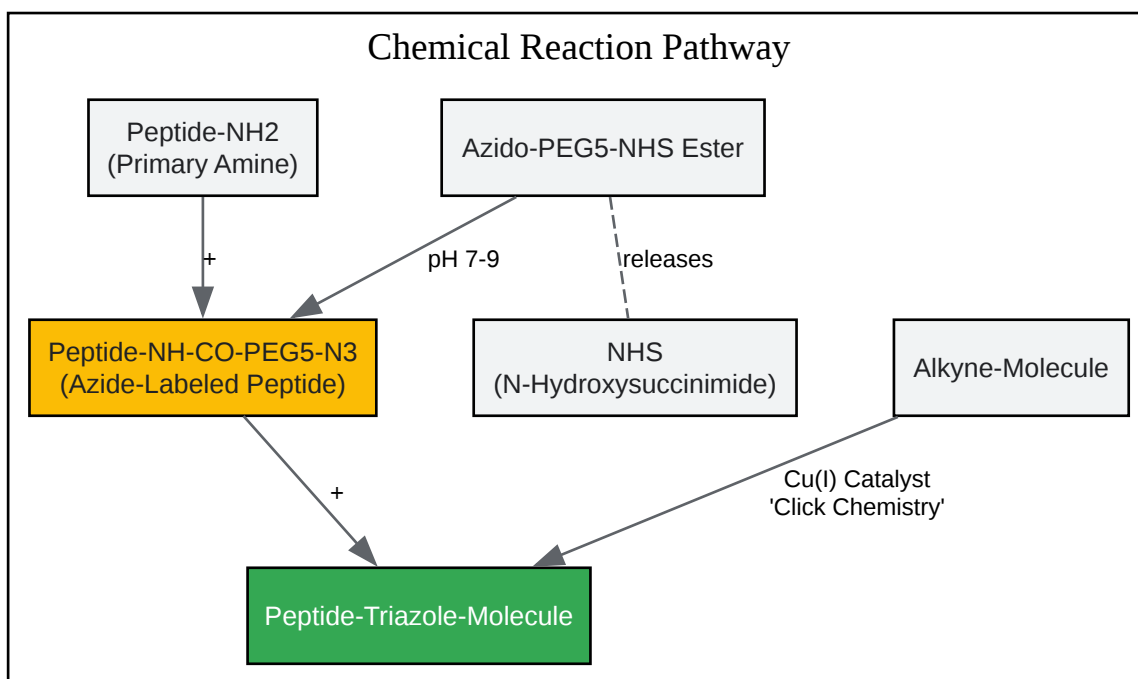 Chemical Reaction Pathway
Peptide-NH2
(Primary Amine)
Azido-PEG5-NHS Ester
+
pH 7-9
releases
Peptide-NH-CO-PEG5-N3
(Azide-Labeled Peptide)
NHS
(N-Hydroxysuccinimide)
Alkyne-Molecule
+
Cu(I) Catalyst
'Click Chemistry'
Peptide-Triazole-Molecule